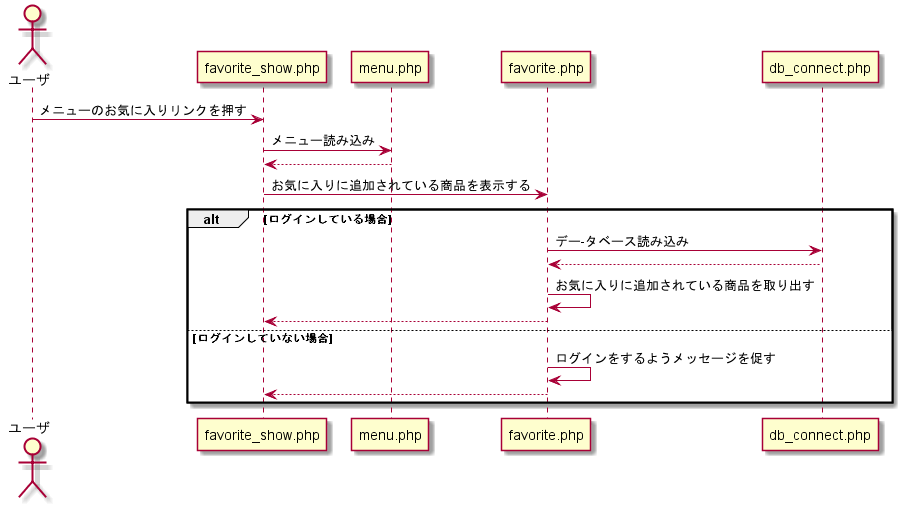 ユーザ
favorite_show.php
menu.php
favorite.php
db_connect.php
メニューのお気に入りリンクを押す
メニュー読み込み
お気に入りに追加されている商品を表示する
alt
[ログインしている場合]
デー-タベース読み込み
お気に入りに追加されている商品を取り出す
[ログインしていない場合]
ログインをするようメッセージを促す
ユーザ
favorite_show.php
menu.php
favorite.php
db_connect.php